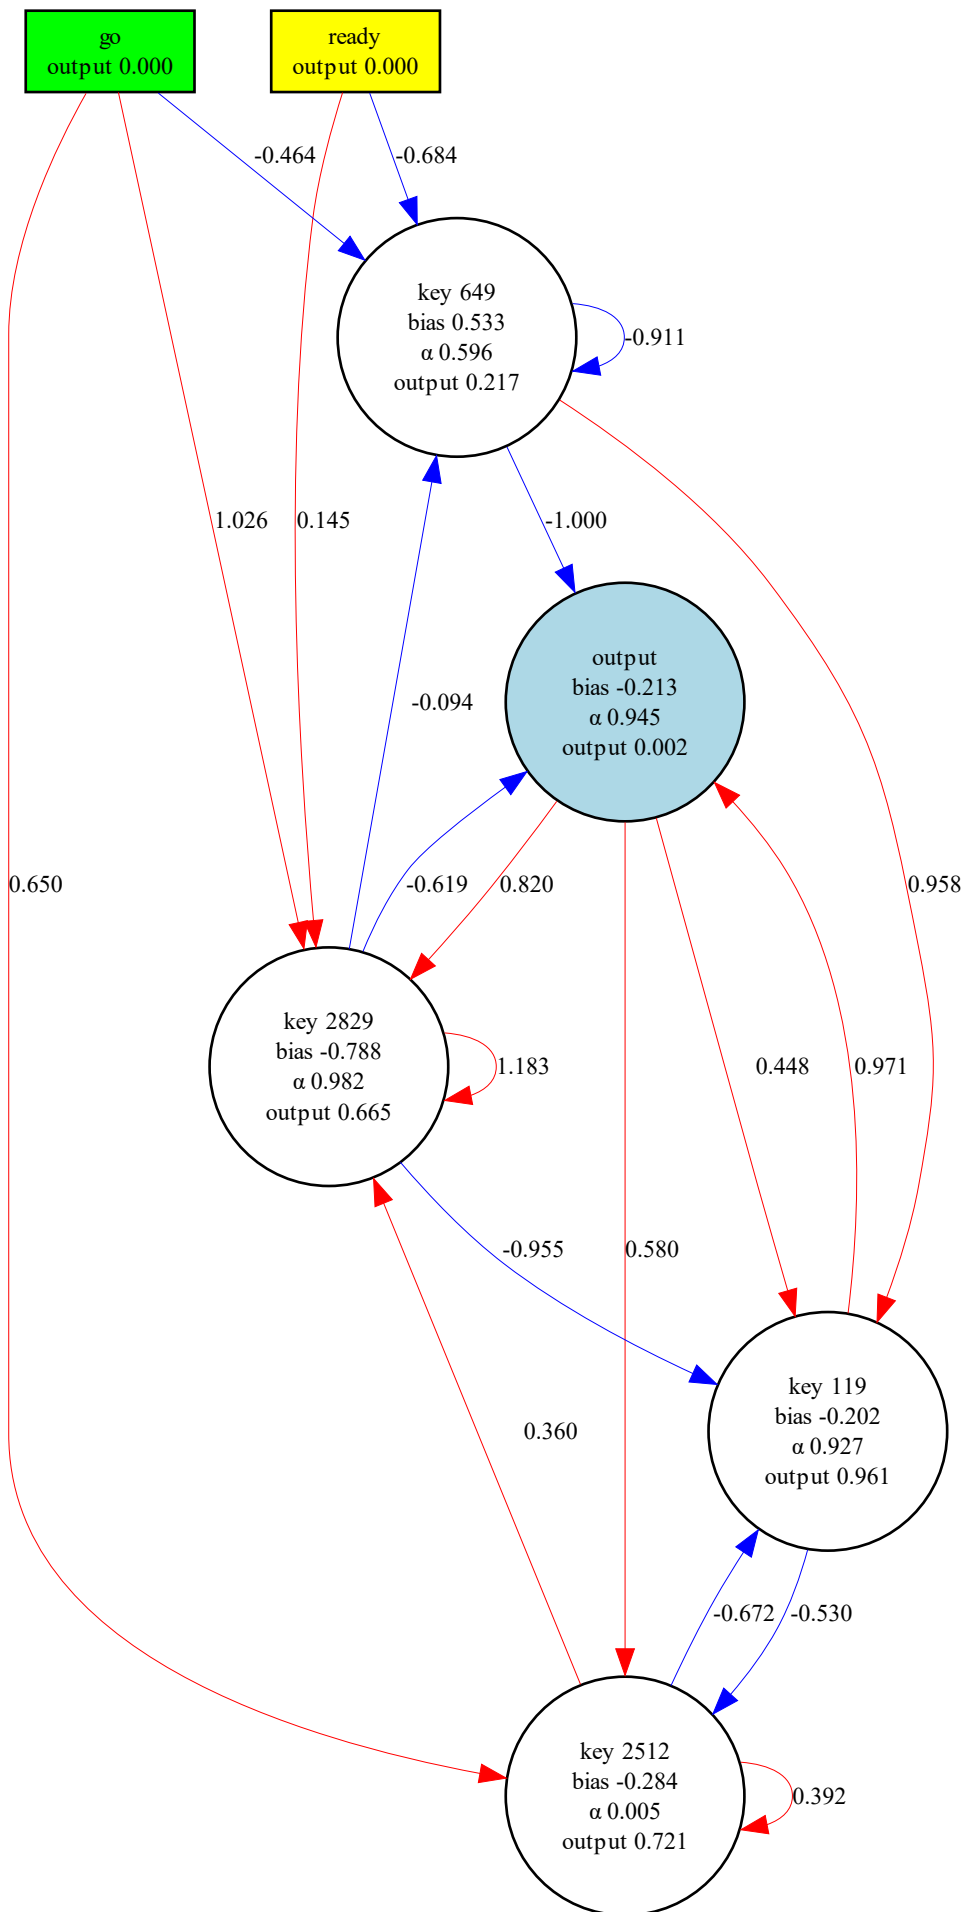 go
output 0.000
ready
output 0.000
-0.464
-0.684
key 649
bias 0.533
α 0.596
output 0.217
-0.911
1.026
0.145
-1.000
output
bias -0.213
α 0.945
output 0.002
-0.094
0.650
-0.619
0.820
0.958
key 2829
bias -0.788
α 0.982
output 0.665
1.183
0.448
0.971
-0.955
0.580
key 119
bias -0.202
α 0.927
output 0.961
0.360
-0.672
-0.530
key 2512
bias -0.284
α 0.005
output 0.721
0.392